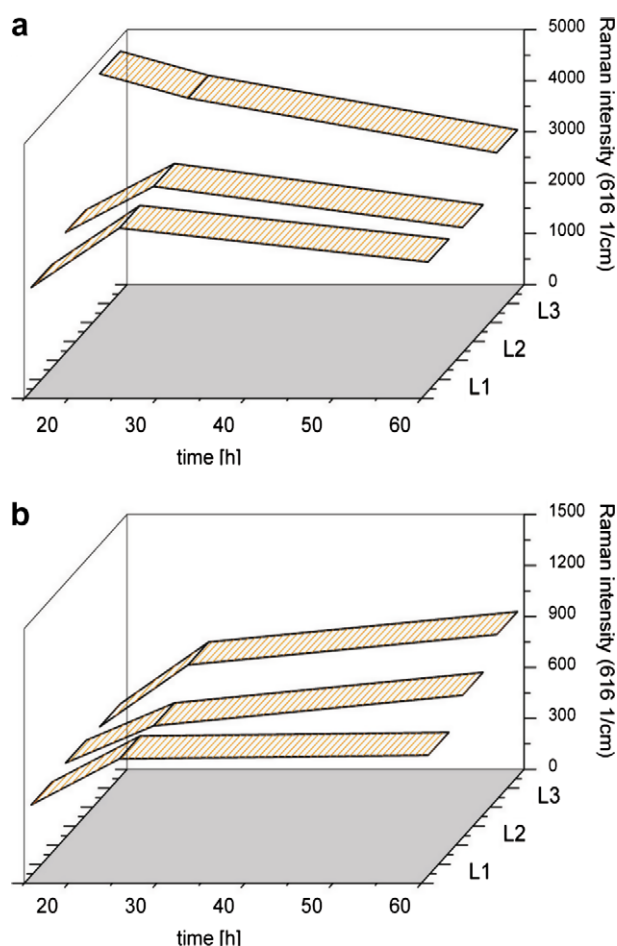 a
5000
4000
3000
2000
1000
0
Raman intensity (616 1/cm)
L3
L2
L1
20 30 40 50 60
time [h]
b
1500
1200
900
600
300
0
Raman intensity (616 1/cm)
L3
L2
L1
20 30 40 50 60
time [h]